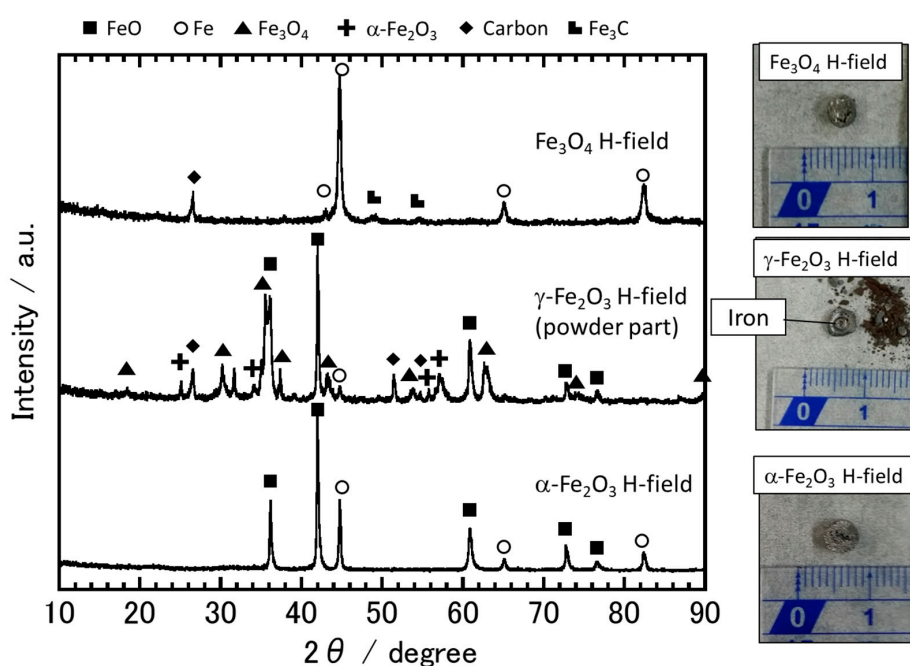 ■ FeO ○ Fe ▲ Fe₃O₄ ✚ α-Fe₂O₃ ◆ Carbon ▙ Fe₃C
Fe₃O₄ H-field
γ-Fe₂O₃ H-field
(powder part)
α-Fe₂O₃ H-field
Intensity / a.u.
10 20 30 40 50 60 70 80 90
2θ / degree
Fe₃O₄ H-field
0 1
γ-Fe₂O₃ H-field
Iron
0 1
α-Fe₂O₃ H-field
0 1